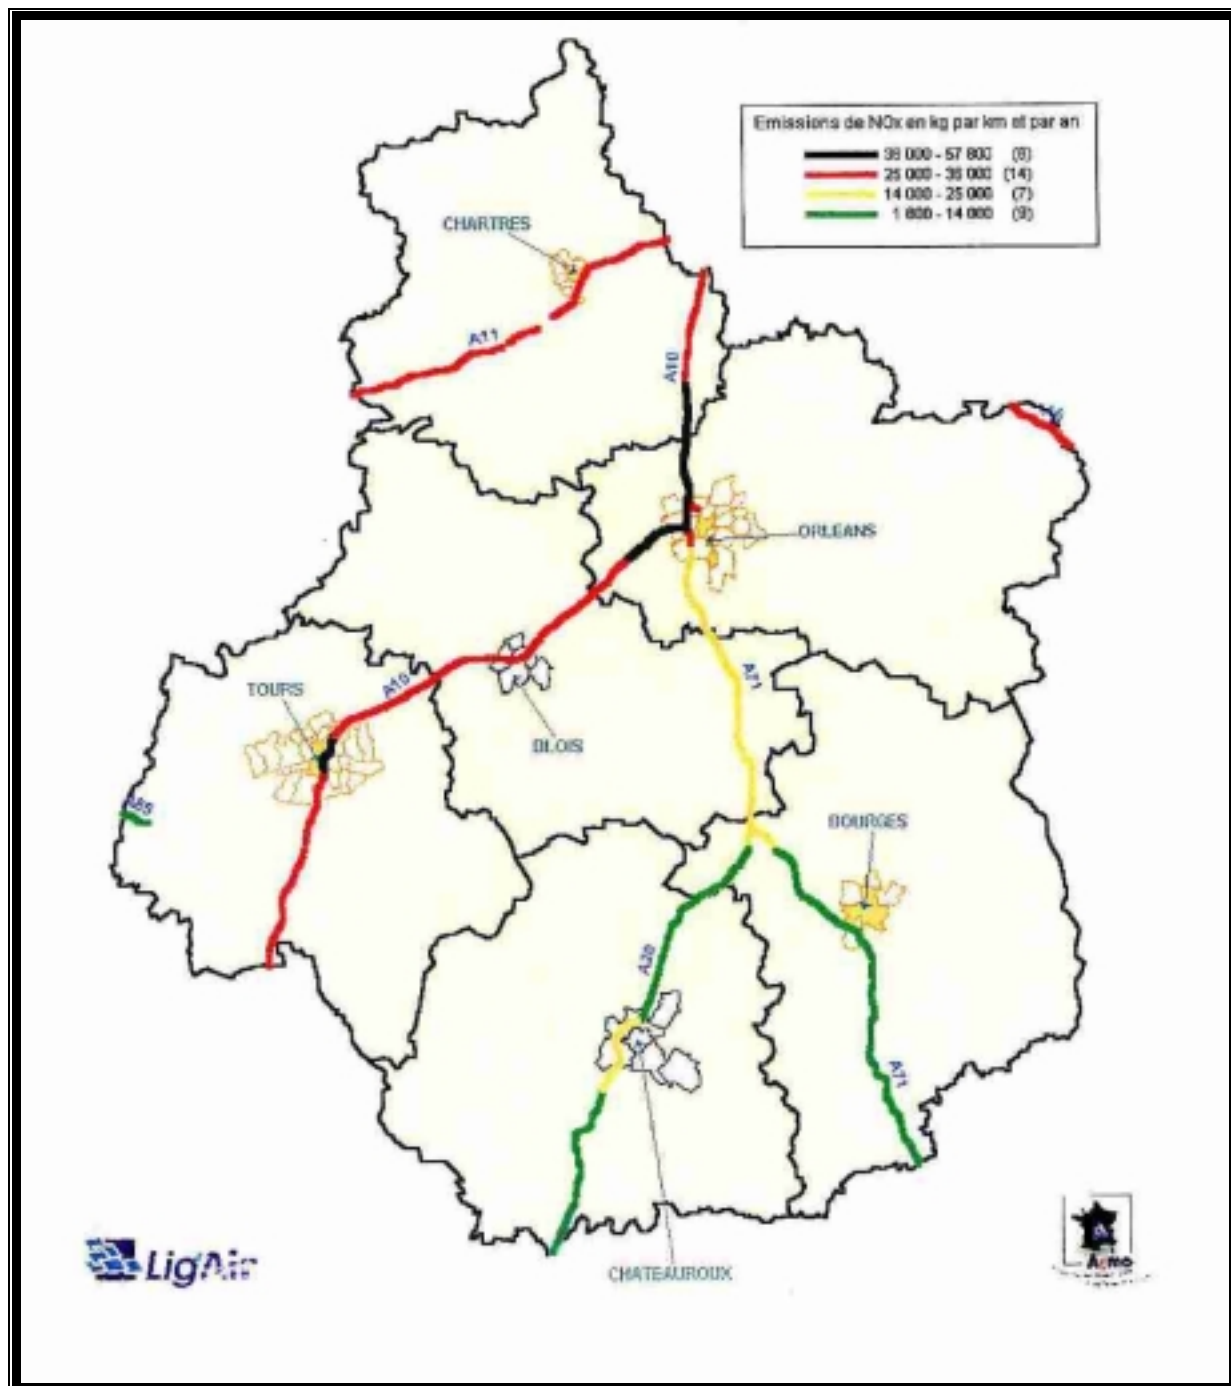 Emissions de NOx en kg par km et par an
36 000 - 57 800 (8)
25 000 - 36 000 (14)
14 000 - 25 000 (7)
1 800 - 14 000 (9)
CHARTRES
A11
A10
ORLEANS
TOURS
A10
BLOIS
A71
A85
BOURGES
A20
A71
CHATEAUROUX
Lig'Air